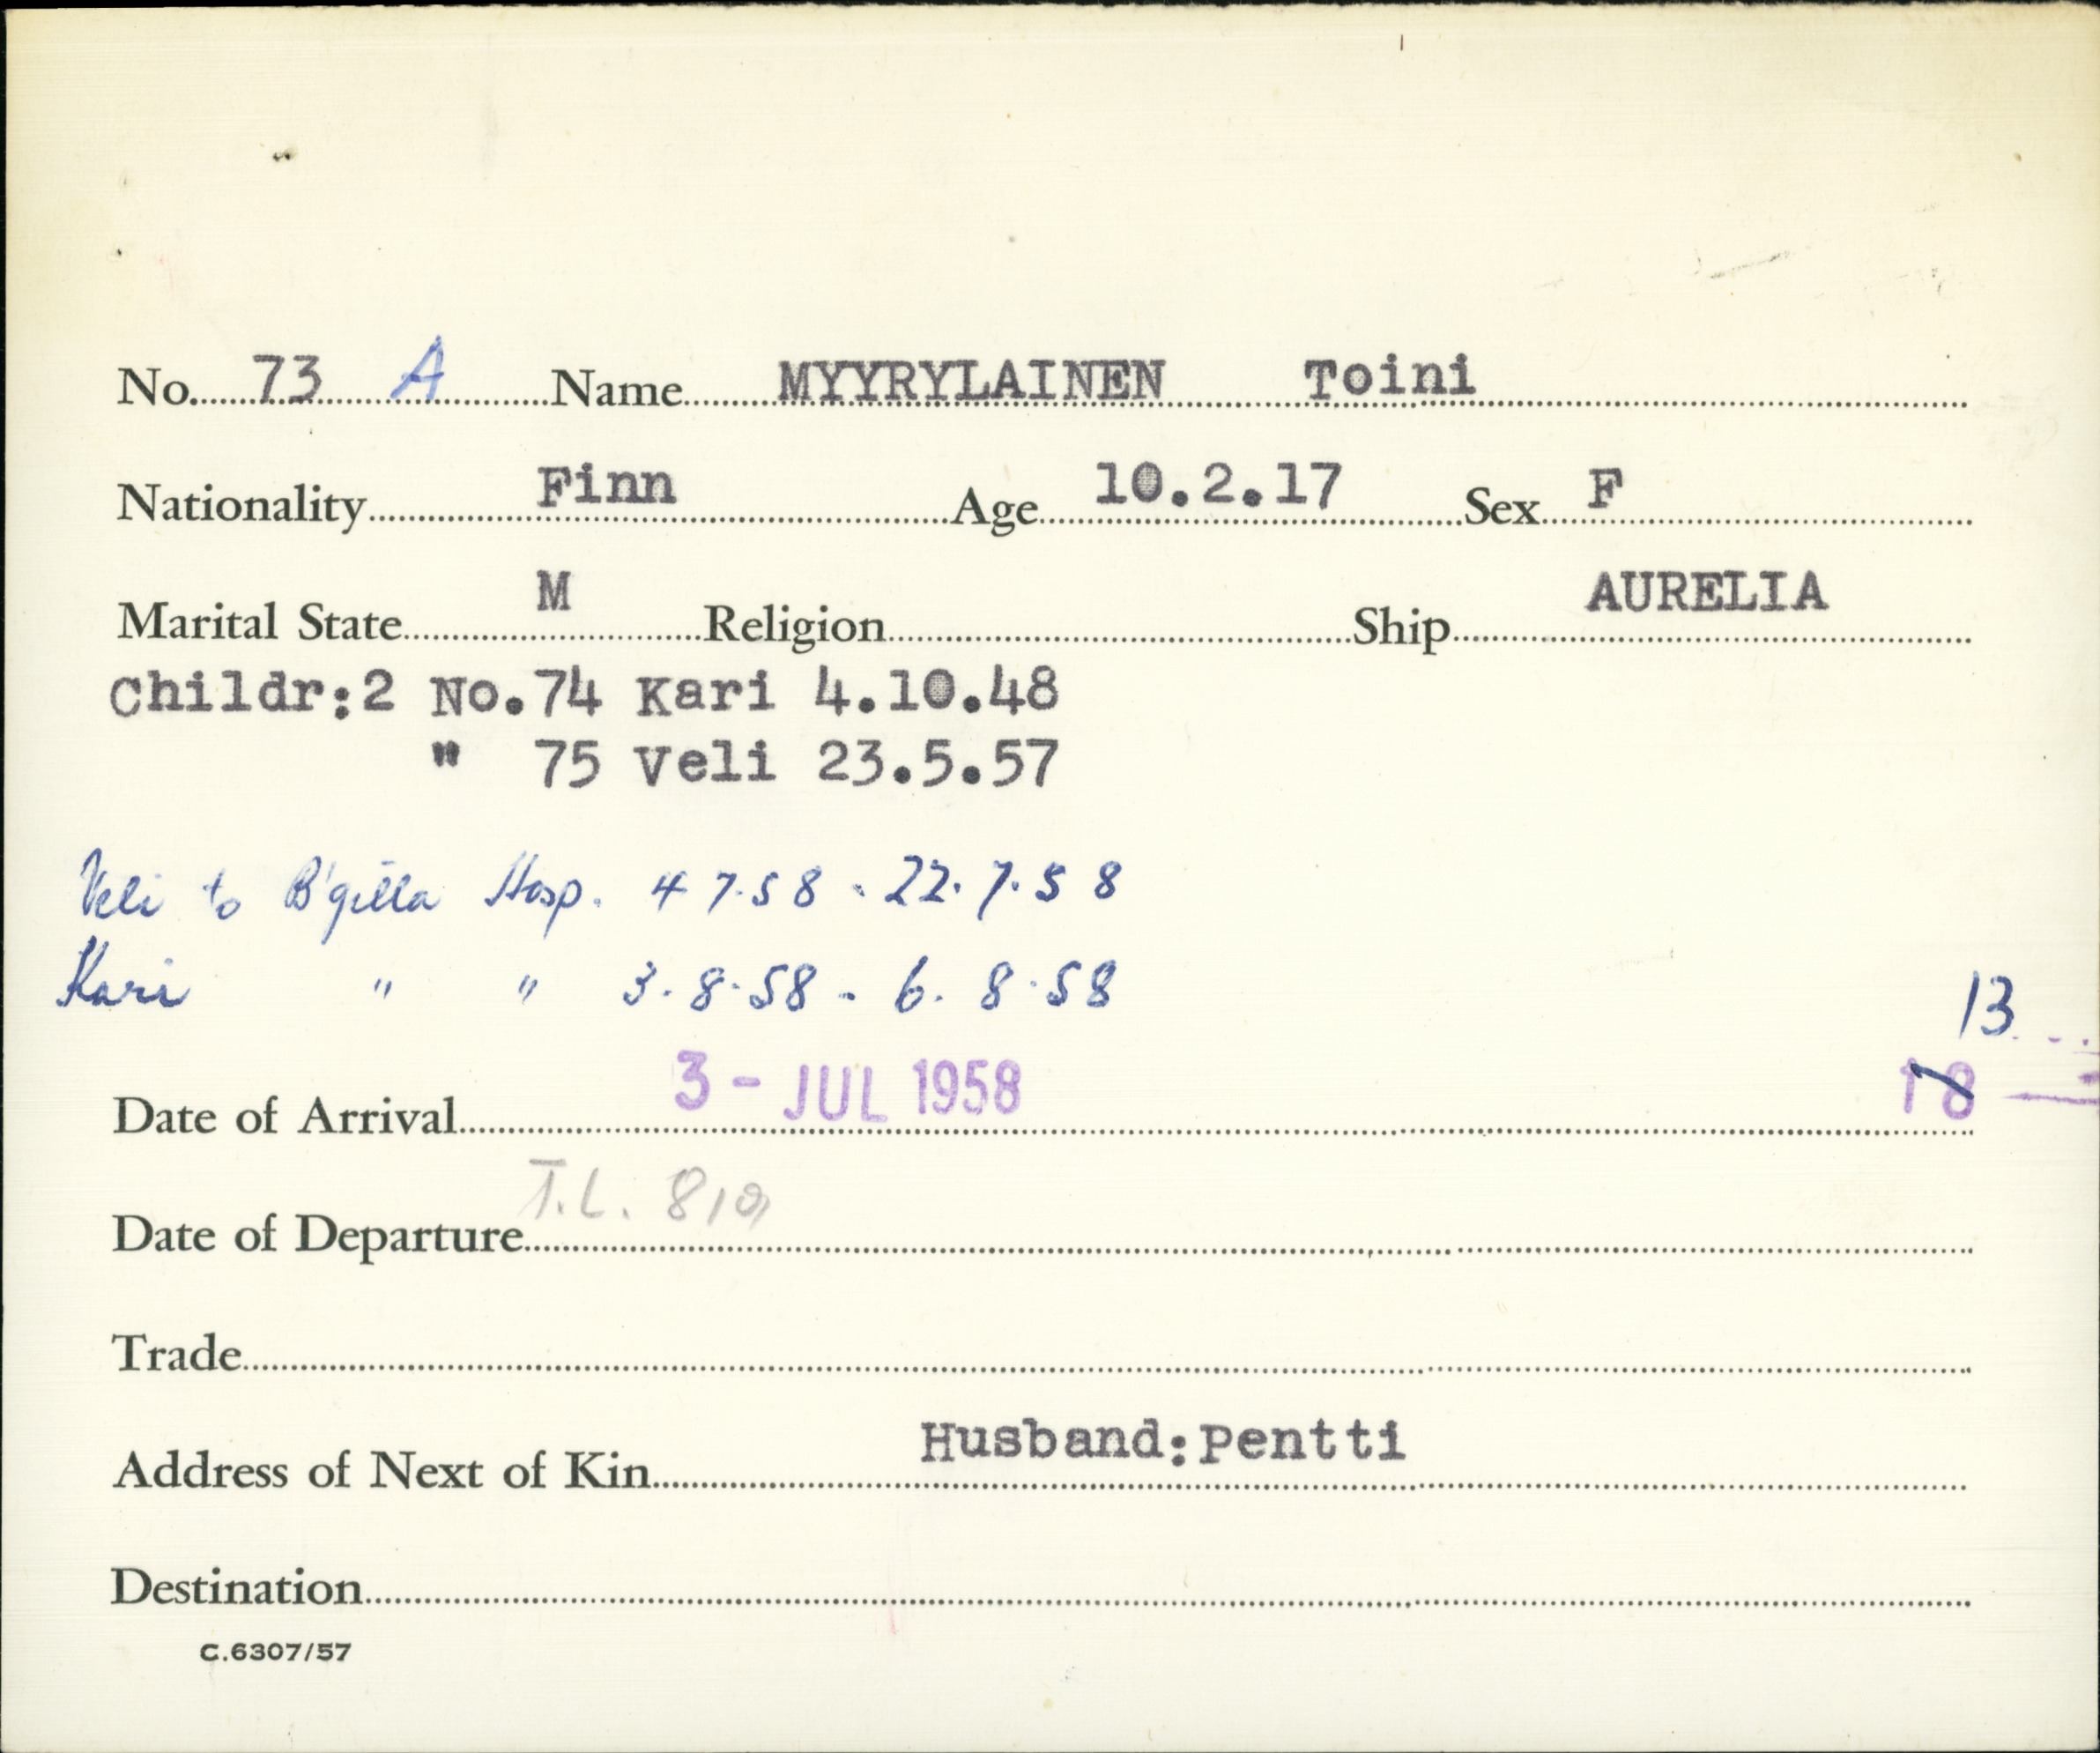 No. 73 A Name MYYRYLAINEN Toini
Nationality Finn Age 10.2.17 Sex F
Marital State M Religion Ship AURELIA
Childr:2 No.74 Kari 4.10.48
" 75 Veli 23.5.57
Veli to B'gilla Hosp. 4 7.58 - 22.7.58
Kari " " 3.8.58 - 6.8.58
13
Date of Arrival 3 - JUL 1958 18
Date of Departure T.L.
Trade
Address of Next of Kin Husband:Pentti
Destination
C.6307/57